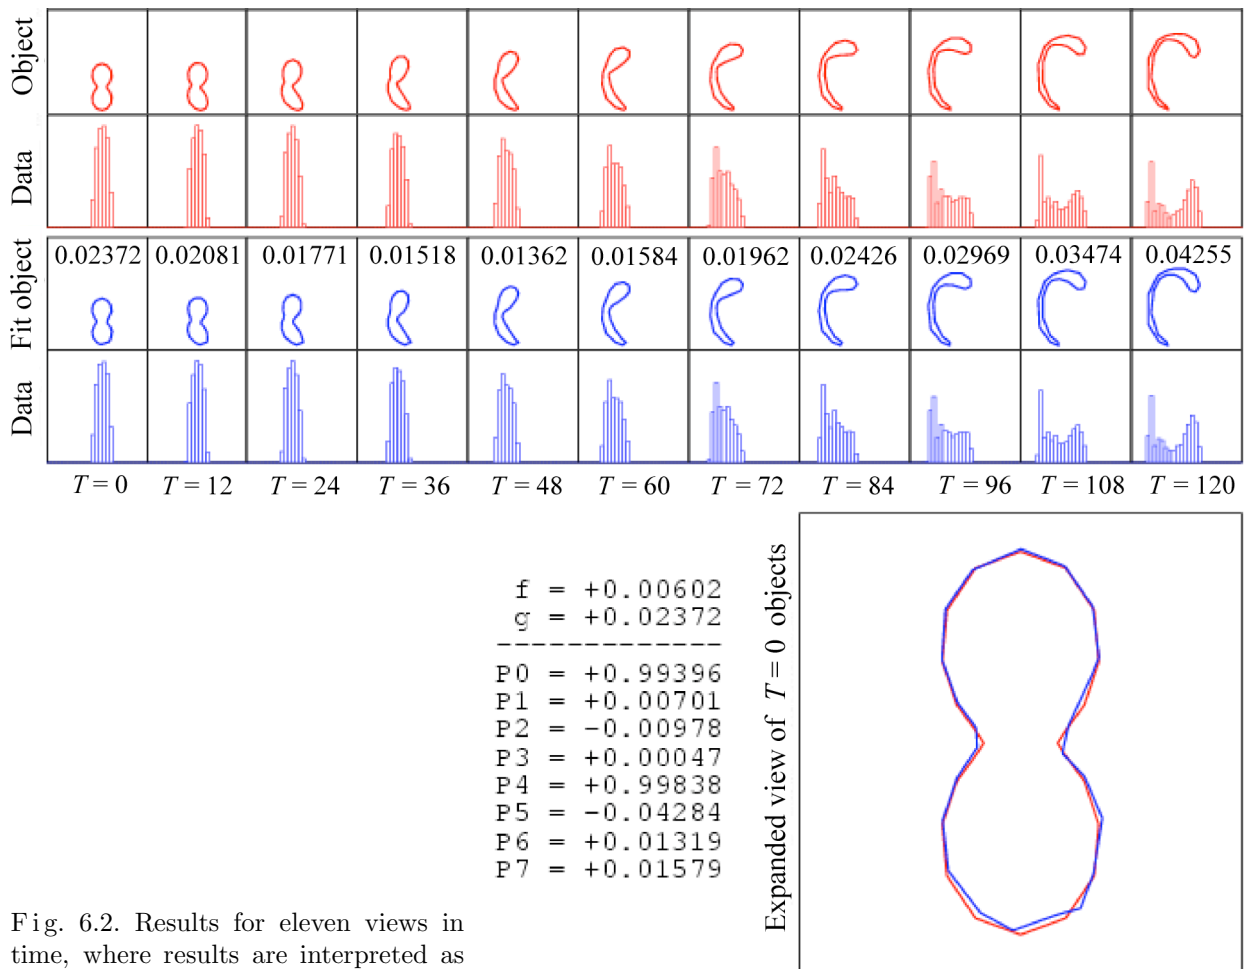 Object
Data
Fit object
0.02372 0.02081 0.01771 0.01518 0.01362 0.01584 0.01962 0.02426 0.02969 0.03474 0.04255
Data
T = 0 T = 12 T = 24 T = 36 T = 48 T = 60 T = 72 T = 84 T = 96 T = 108 T = 120
f = +0.00602
g = +0.02372
-------------
P0 = +0.99396
P1 = +0.00701
P2 = -0.00978
P3 = +0.00047
P4 = +0.99838
P5 = -0.04284
P6 = +0.01319
P7 = +0.01579
Expanded view of T = 0 objects
Fig. 6.2. Results for eleven views in
time, where results are interpreted as